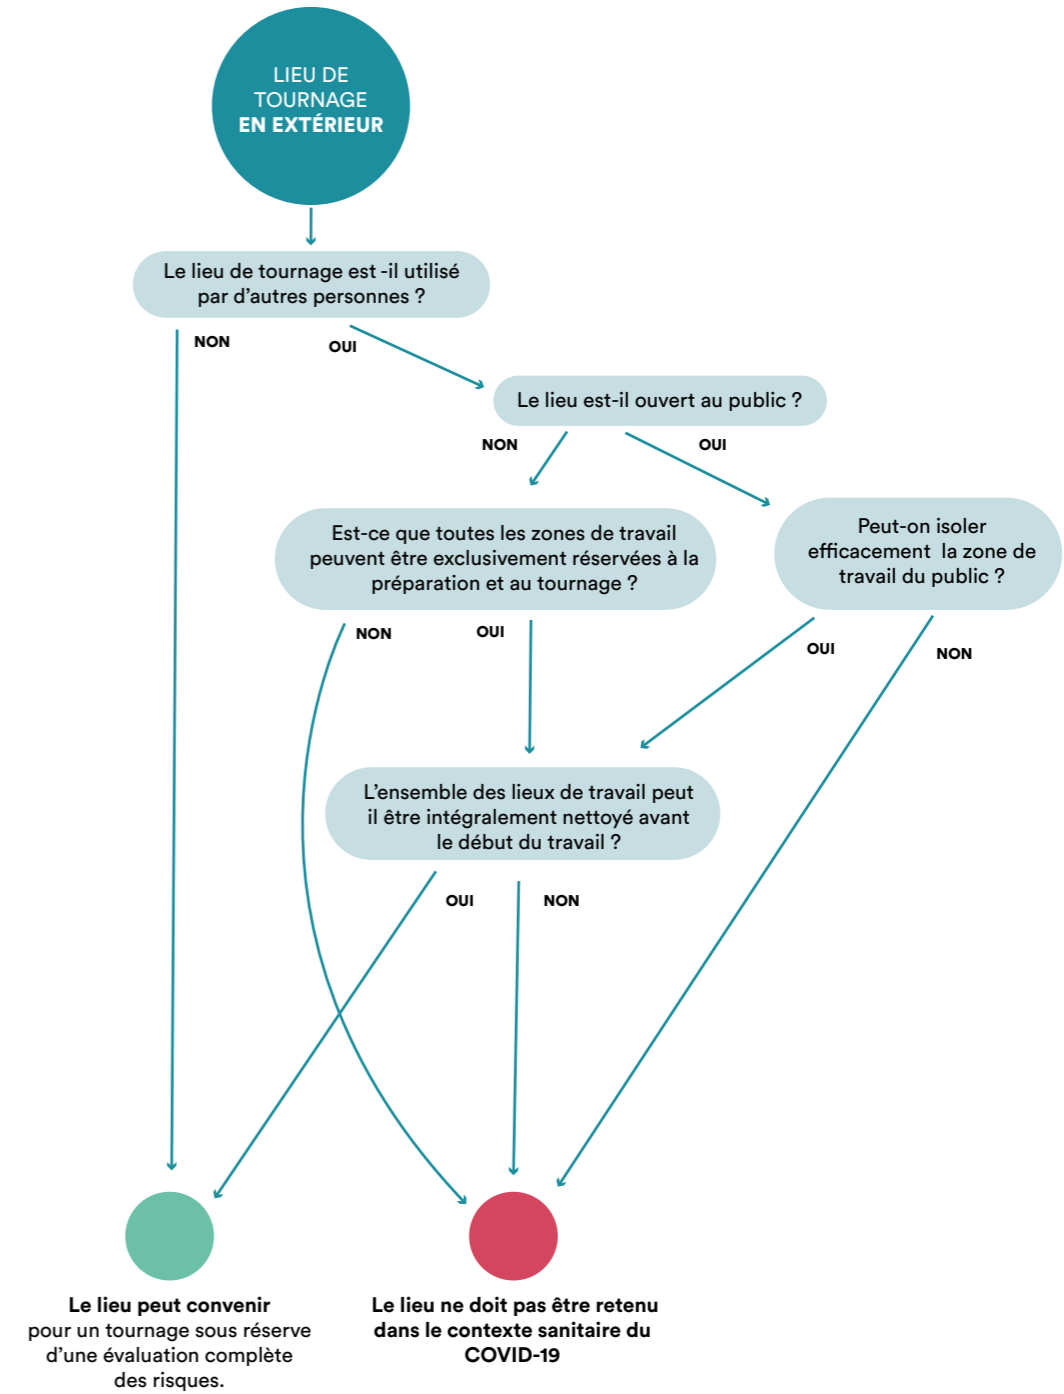 LIEU DE
TOURNAGE
EN EXTÉRIEUR
Le lieu de tournage est -il utilisé
par d'autres personnes ?
NON
OUI
Le lieu est-il ouvert au public ?
NON
OUI
Est-ce que toutes les zones de travail
peuvent être exclusivement réservées à la
préparation et au tournage ?
Peut-on isoler
efficacement  la zone de
travail du public ?
NON
OUI
OUI
NON
L'ensemble des lieux de travail peut
il être intégralement nettoyé avant
le début du travail ?
OUI
NON
Le lieu peut convenir
pour un tournage sous réserve
d'une évaluation complète
des risques.
Le lieu ne doit pas être retenu
dans le contexte sanitaire du
COVID-19